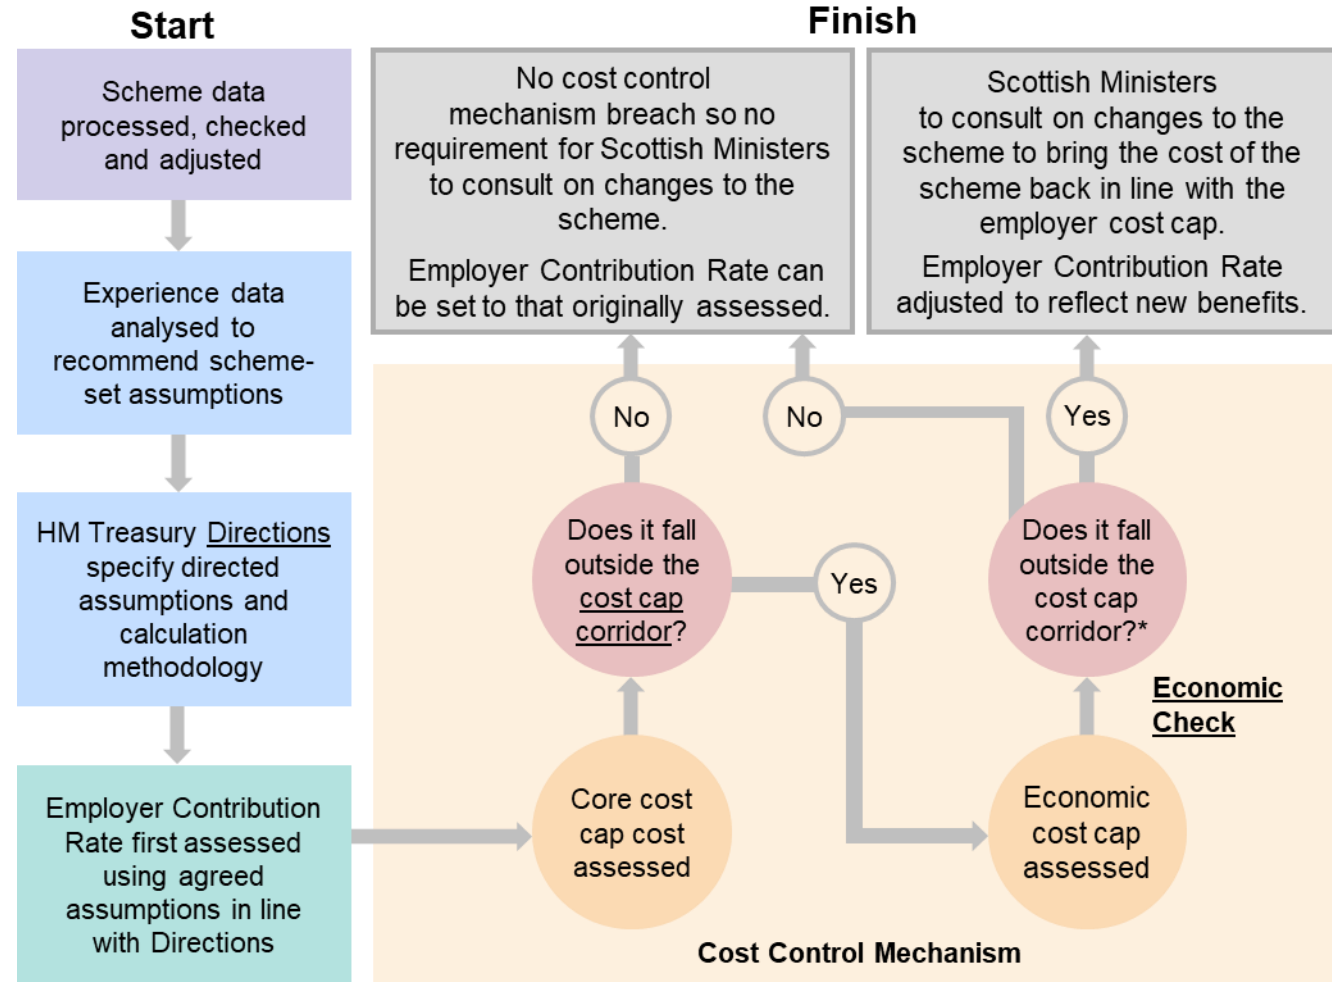 Start
Scheme data
processed, checked
and adjusted
Experience data
analysed to
recommend scheme-
set assumptions
HM Treasury Directions
specify directed
assumptions and
calculation
methodology
Employer Contribution
Rate first assessed
using agreed
assumptions in line
with Directions
Finish
No cost control
mechanism breach so no
requirement for Scottish Ministers
to consult on changes to the
scheme.
Employer Contribution Rate can
be set to that originally assessed.
Scottish Ministers
to consult on changes to the
scheme to bring the cost of the
scheme back in line with the
employer cost cap.
Employer Contribution Rate
adjusted to reflect new benefits.
No
No
Yes
Does it fall
outside the
cost cap
corridor?
Yes
Does it fall
outside the
cost cap
corridor?*
Economic
Check
Core cost
cap cost
assessed
Economic
cost cap
assessed
Cost Control Mechanism